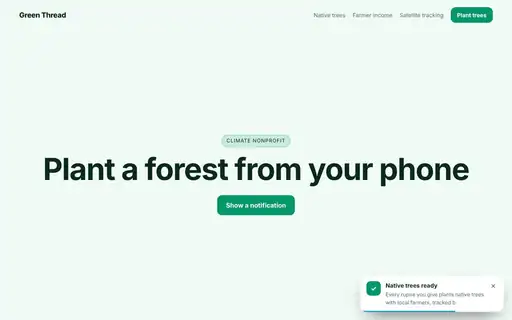 Green Thread
Native trees
Farmer income
Satellite tracking
Plant trees
CLIMATE NONPROFIT
Plant a forest from your phone
Show a notification
Native trees ready
Every rupee you give plants native trees
with local farmers, tracked b